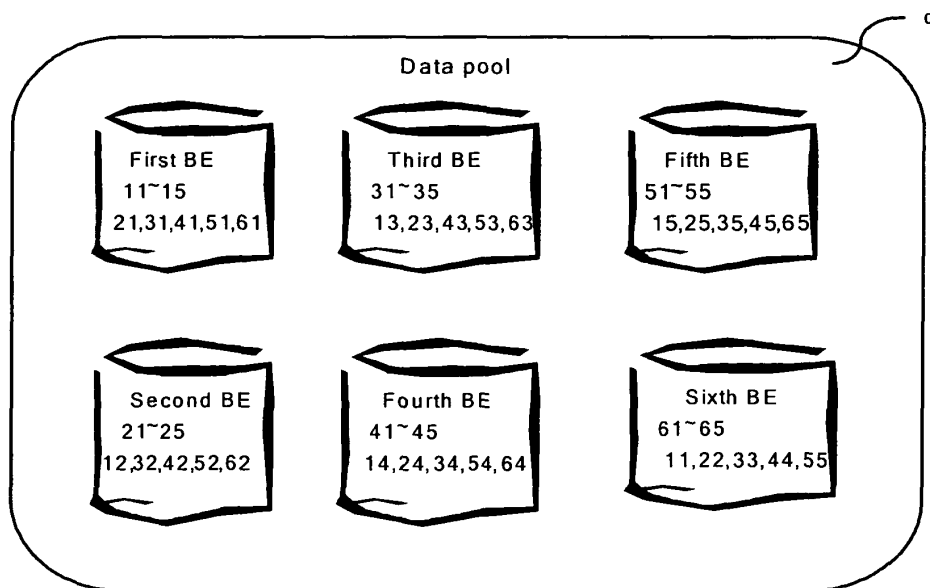 Data pool
First BE
11~15
21,31,41,51,61
Third BE
31~35
13,23,43,53,63
Fifth BE
51~55
15,25,35,45,65
Second BE
21~25
12,32,42,52,62
Fourth BE
41~45
14,24,34,54,64
Sixth BE
61~65
11,22,33,44,55